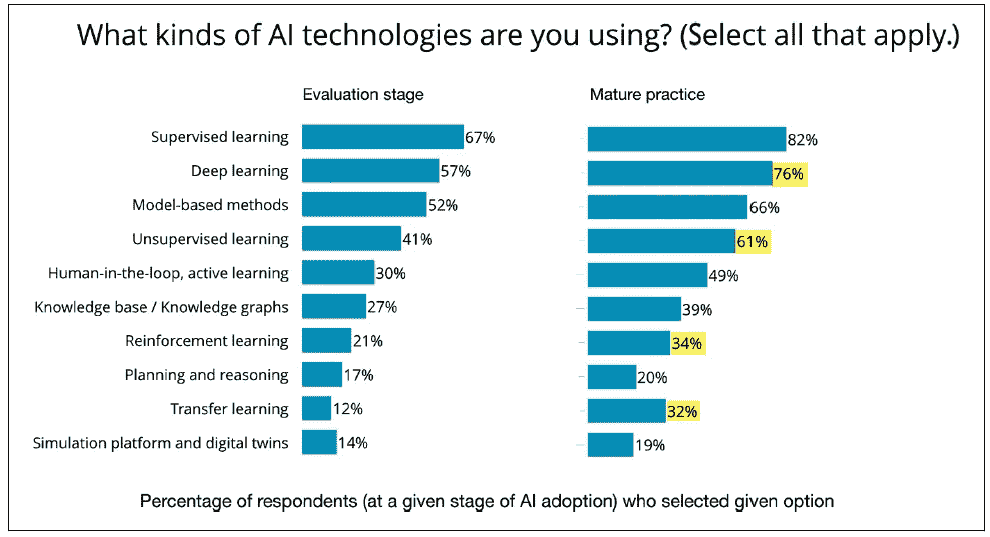 What kinds of AI technologies are you using? (Select all that apply.)
Evaluation stage Mature practice
Supervised learning 67% 82%
Deep learning 57% 76%
Model-based methods 52% 66%
Unsupervised learning 41% 61%
Human-in-the-loop, active learning 30% 49%
Knowledge base / Knowledge graphs 27% 39%
Reinforcement learning 21% 34%
Planning and reasoning 17% 20%
Transfer learning 12% 32%
Simulation platform and digital twins 14% 19%
Percentage of respondents (at a given stage of AI adoption) who selected given option